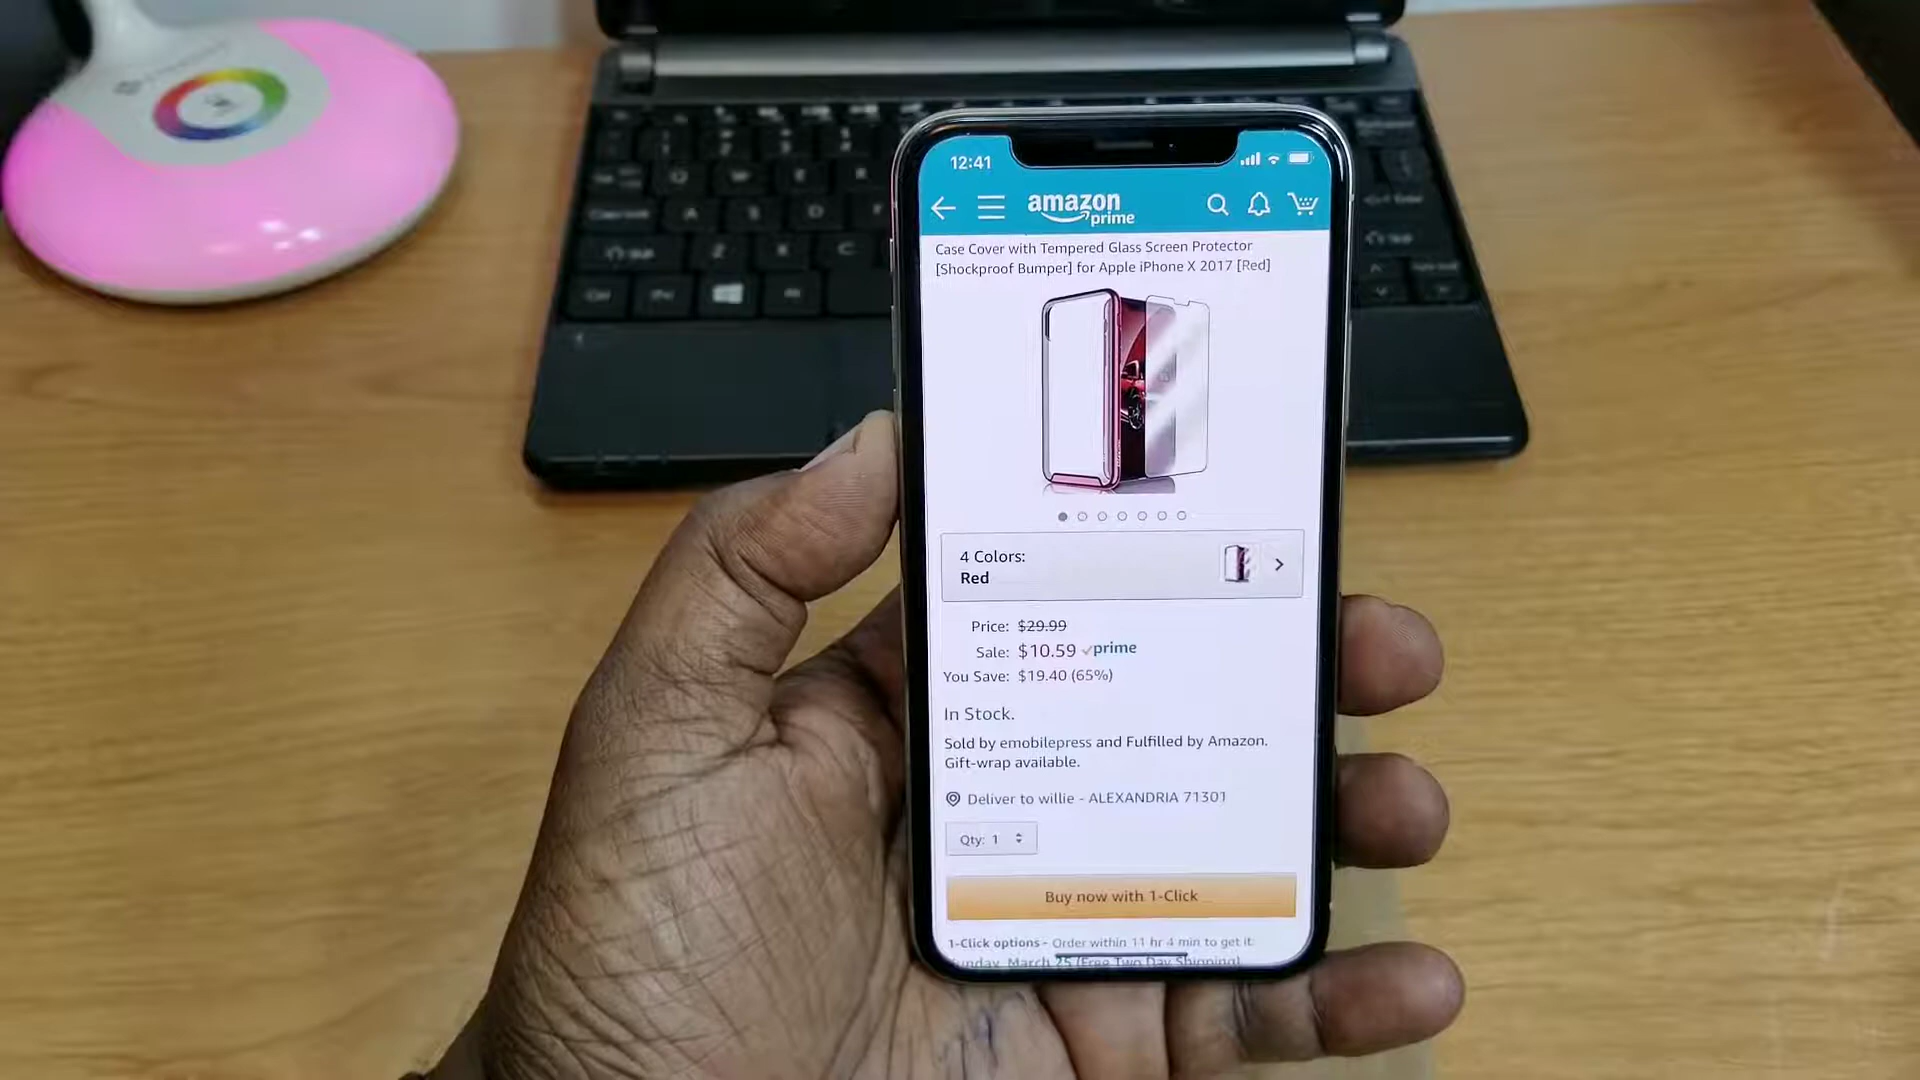 12:41
amazon
prime
Case Cover with Tempered Glass Screen Protector
[Shockproof Bumper] for Apple iPhone X 2017 [Red]
4 Colors:
Red
Price: $29.99
Sale: $10.59 prime
You Save: $19.40 (65%)
In Stock.
Sold by emobilepress and Fulfilled by Amazon.
Gift-wrap available.
Deliver to willie - ALEXANDRIA 71301
Qty: 1
Buy now with 1-Click
1-Click options - Order within 11 hr 4 min to get it:
Sunday, March 25 (Free Two Day Shipping)